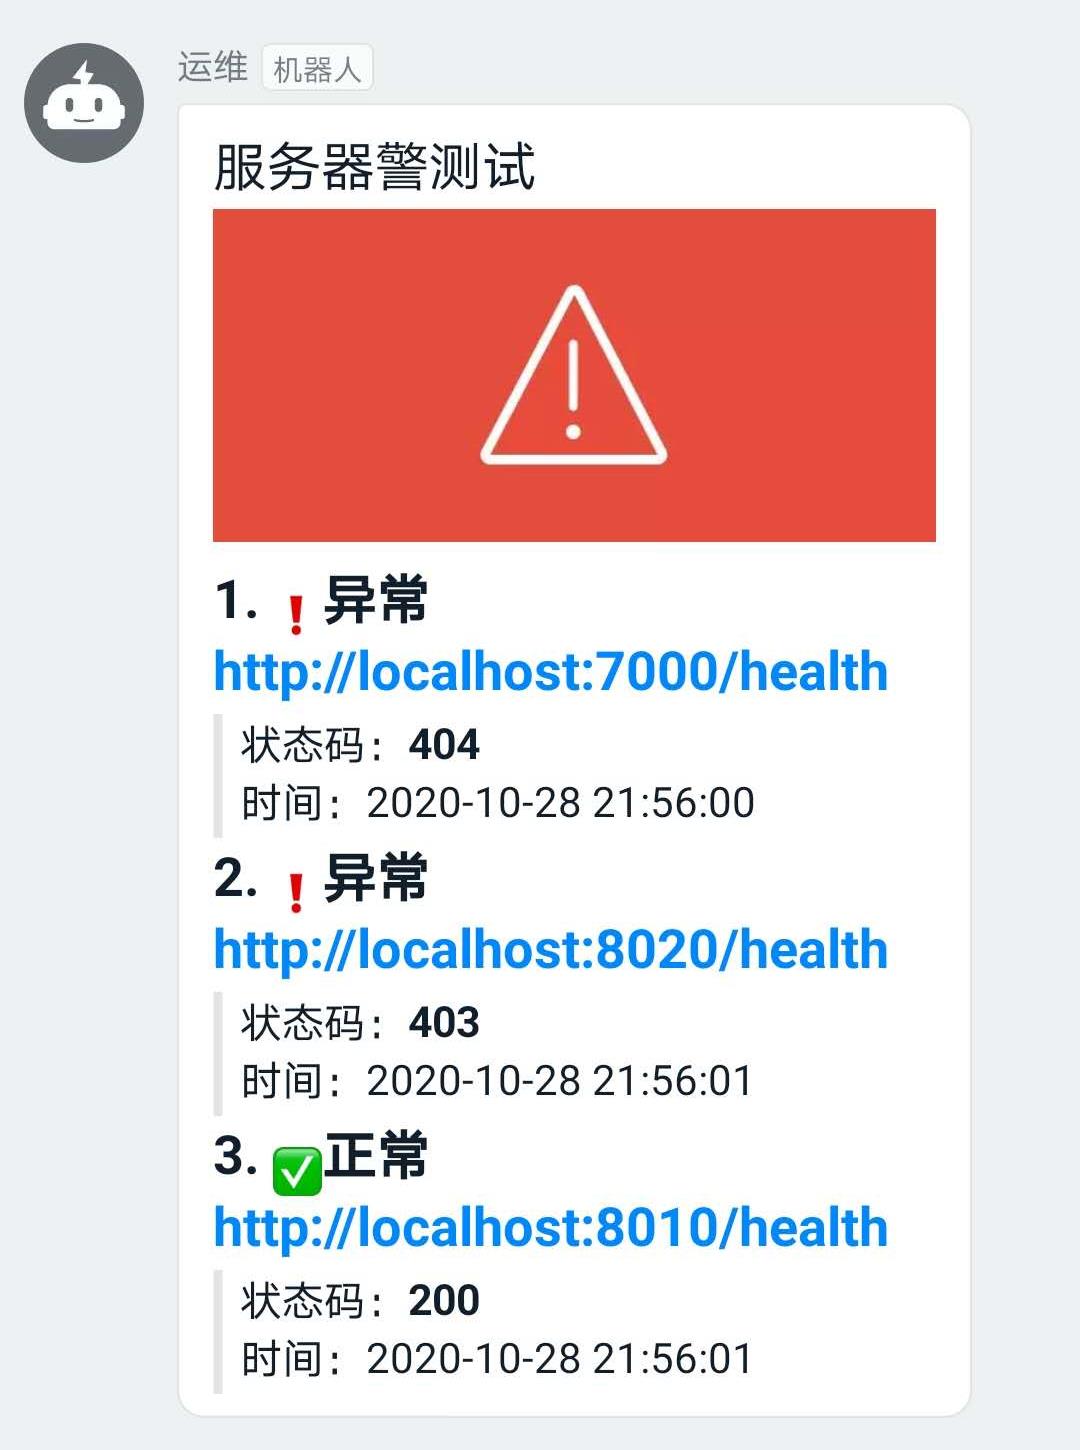 运维 机器人
服务器警测试
1. ❗异常
http://localhost:7000/health
状态码：404
时间：2020-10-28 21:56:00
2. ❗异常
http://localhost:8020/health
状态码：403
时间：2020-10-28 21:56:01
3. ✅正常
http://localhost:8010/health
状态码：200
时间：2020-10-28 21:56:01